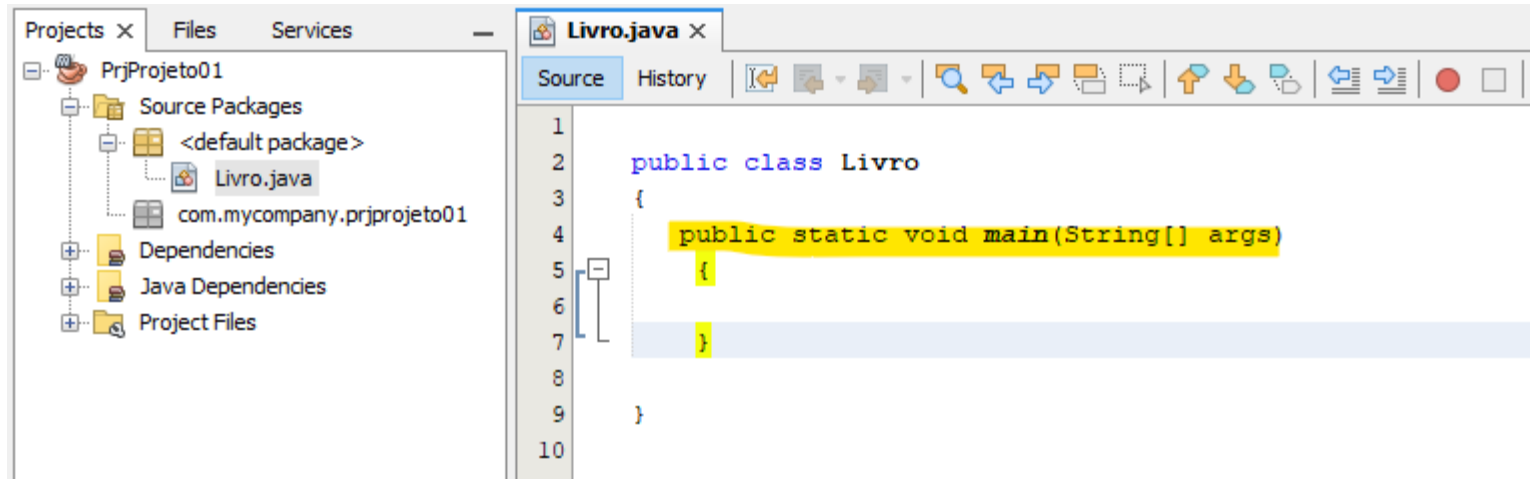 Projects Files Services
PrjProjeto01
Source Packages
<default package>
Livro.java
com.mycompany.prjprojeto01
Dependencies
Java Dependencies
Project Files
Livro.java
Source History
1
2 public class Livro
3 {
4 public static void main(String[] args)
5 {
6
7 }
8
9 }
10